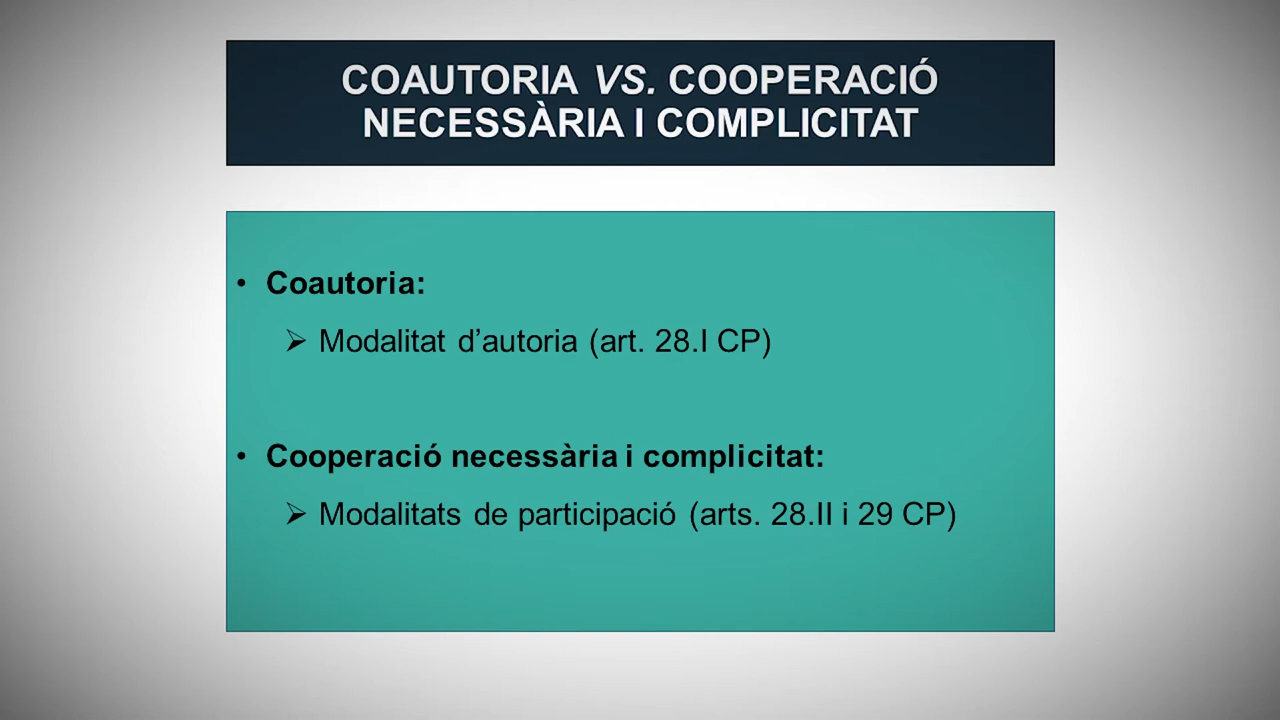 COAUTORIA VS. COOPERACIÓ
NECESSÀRIA I COMPLICITAT
• Coautoria:
➢ Modalitat d’autoria (art. 28.I CP)
• Cooperació necessària i complicitat:
➢ Modalitats de participació (arts. 28.II i 29 CP)